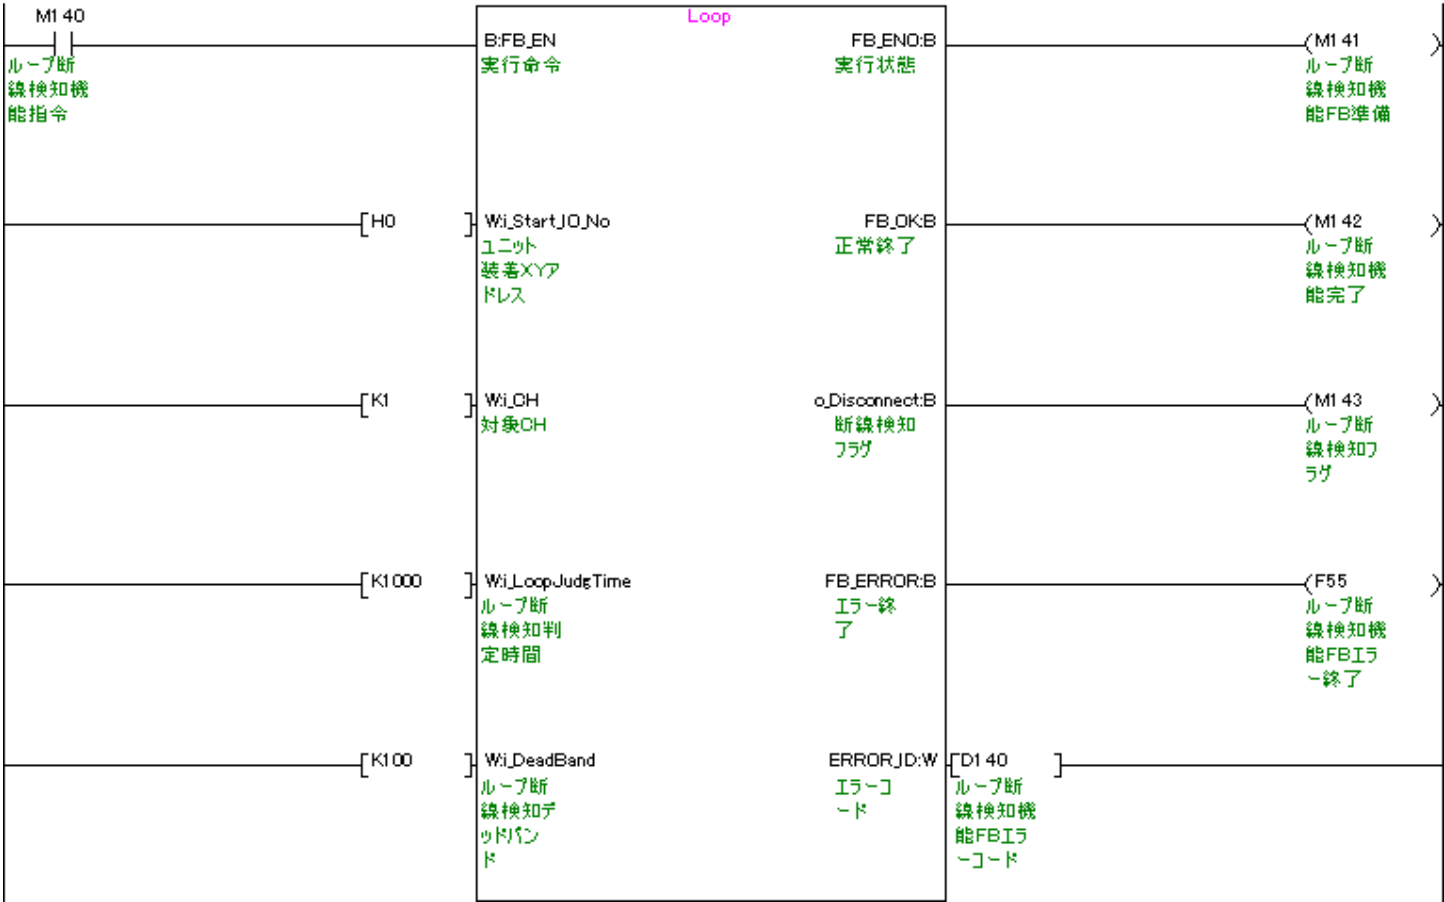 Loop
M140
ループ断
線検知機
能指令
B:FB_EN
実行命令
FB_ENO:B
実行状態
M141
ループ断
線検知機
能FB準備
H0
W:i_Start_IO_No
ユニット
装着XYア
ドレス
FB_OK:B
正常終了
M142
ループ断
線検知機
能完了
K1
W:i_CH
対象CH
o_Disconnect:B
断線検知
フラグ
M143
ループ断
線検知フ
ラグ
K1000
W:i_LoopJudgTime
ループ断
線検知判
定時間
FB_ERROR:B
エラー終
了
F55
ループ断
線検知機
能FBエラ
ー終了
K100
W:i_DeadBand
ループ断
線検知デ
ッドバン
ド
ERROR_ID:W
エラーコ
ード
D140
ループ断
線検知機
能FBエラ
ーコード